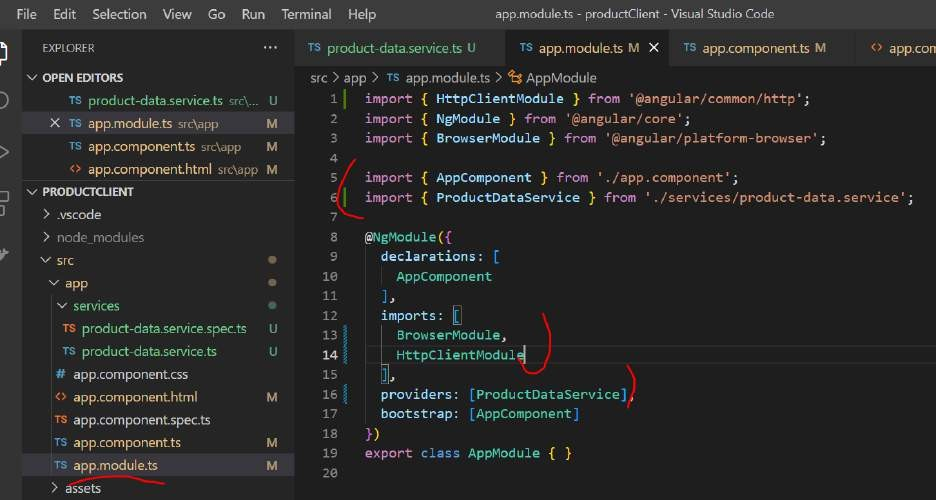 File Edit Selection View Go Run Terminal Help app.module.ts - productClient - Visual Studio Code
EXPLORER ...
TS product-data.service.ts U TS app.module.ts M TS app.component.ts M <> app.com
OPEN EDITORS
TS product-data.service.ts src\... U
TS app.module.ts src\app M
TS app.component.ts src\app M
<> app.component.html src\app M
PRODUCTCLIENT
.vscode
node_modules
src
app
services
TS product-data.service.spec.ts U
TS product-data.service.ts U
# app.component.css
<> app.component.html M
TS app.component.spec.ts
TS app.component.ts M
TS app.module.ts M
assets
src > app > TS app.module.ts > AppModule
1 import { HttpClientModule } from '@angular/common/http';
2 import { NgModule } from '@angular/core';
3 import { BrowserModule } from '@angular/platform-browser';
4
5 import { AppComponent } from './app.component';
6 import { ProductDataService } from './services/product-data.service';
7
8 @NgModule({
9 declarations: [
10 AppComponent
11 ],
12 imports: [
13 BrowserModule,
14 HttpClientModule
15 ],
16 providers: [ProductDataService],
17 bootstrap: [AppComponent]
18 })
19 export class AppModule { }
20